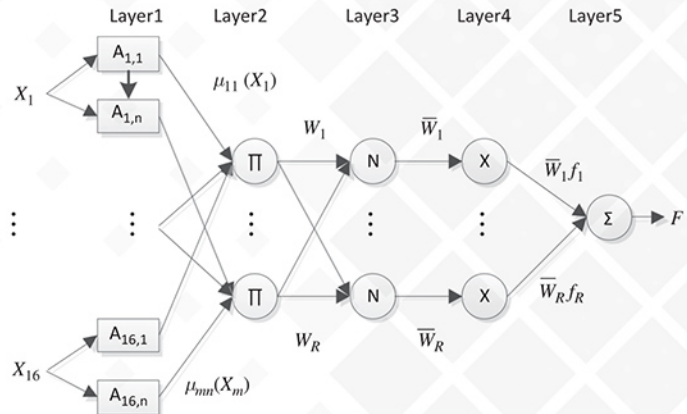 Layer1 Layer2 Layer3 Layer4 Layer5
A1,1
X1
μ11 (X1)
A1,n
W1
W̅1
∏ N X
W̅1f1
⋮ ⋮ ⋮ ⋮ ⋮
Σ F
∏ N X
W̅RfR
A16,1
WR
W̅R
X16
μmn(Xm)
A16,n